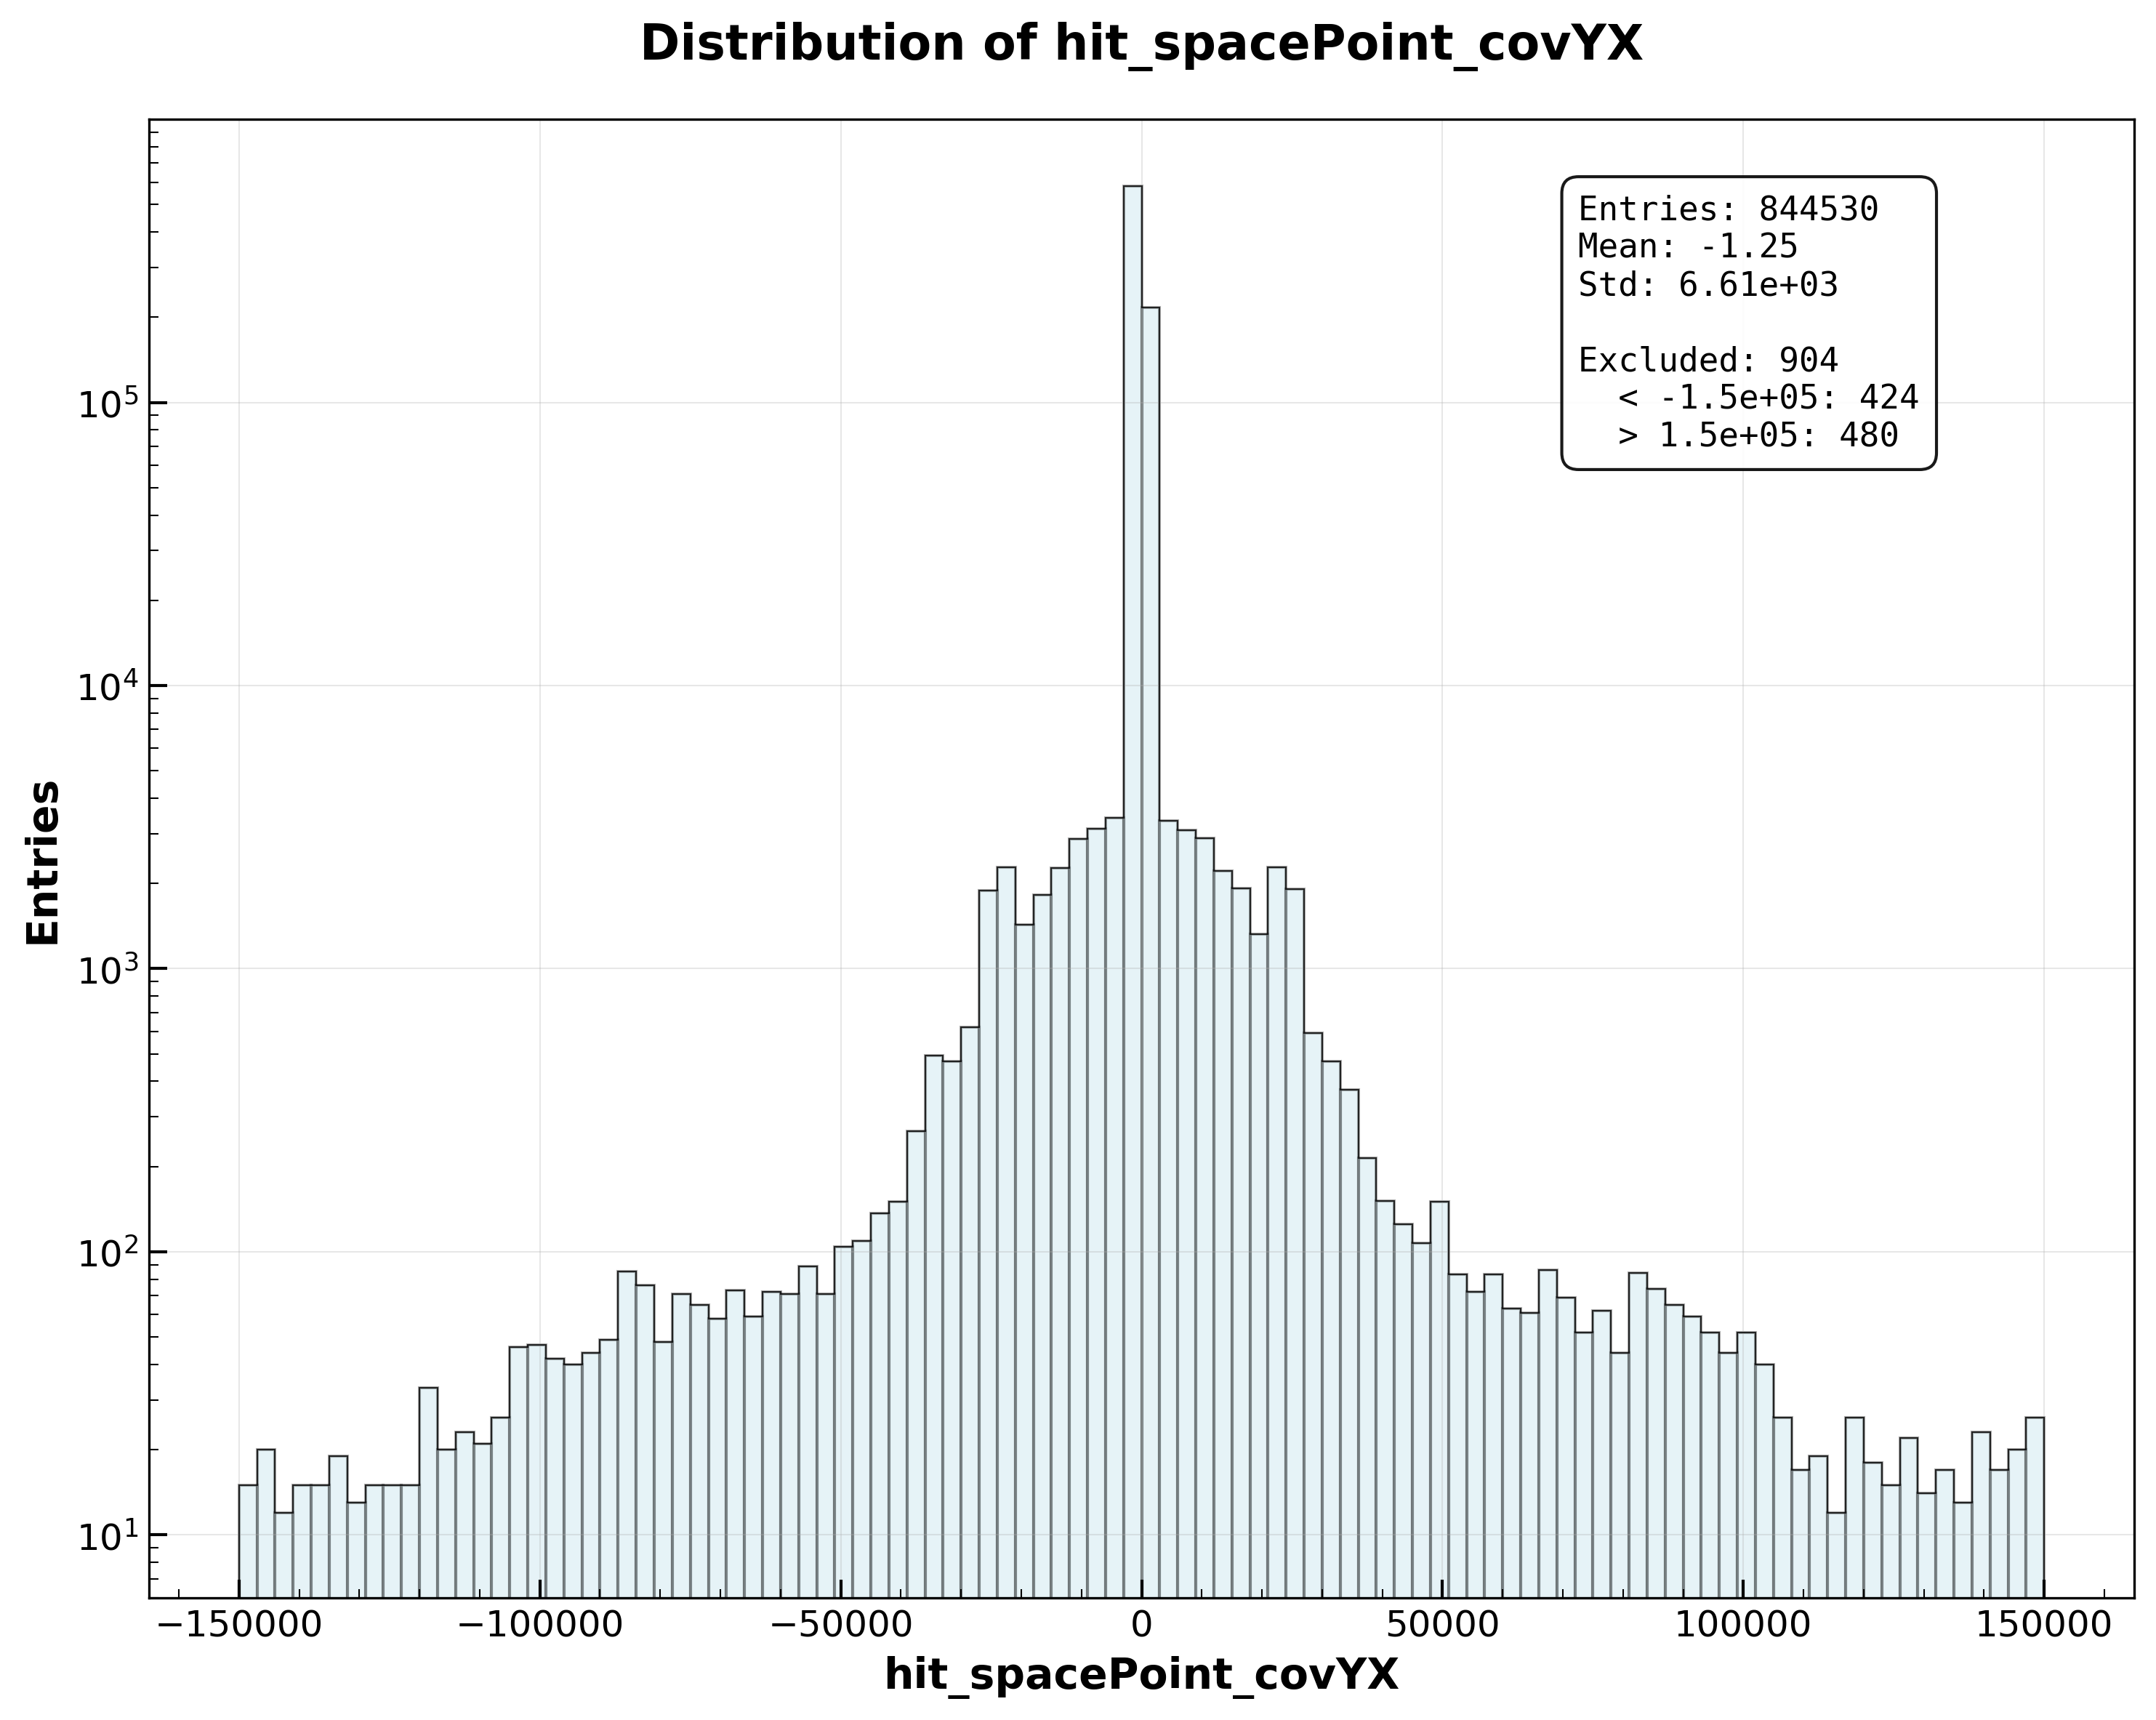 Distribution of hit_spacePoint_covYX
Entries: 844530
Mean: -1.25
Std: 6.61e+03
Excluded: 904
< -1.5e+05: 424
> 1.5e+05: 480
Entries
10^5
10^4
10^3
10^2
10^1
−150000 −100000 −50000 0 50000 100000 150000
hit_spacePoint_covYX